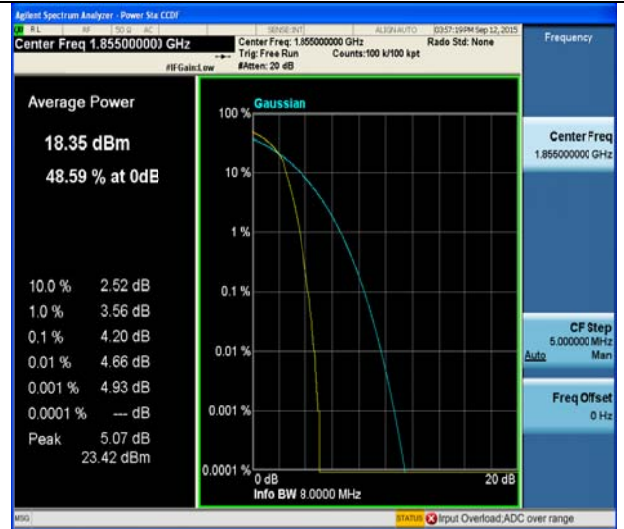 Agilent Spectrum Analyzer - Power Sta CCDF
RL RF 50 Ω AC SENSE:INT ALIGN AUTO 03:57:19 PM Sep 12, 2015
Center Freq 1.855000000 GHz
Center Freq: 1.855000000 GHz
Rado Std: None
Trig: Free Run
Counts:100 k/100 kpt
#IFGain:Low
#Atten: 20 dB
Frequency
Average Power
18.35 dBm
48.59 % at 0dB
10.0 % 2.52 dB
1.0 % 3.56 dB
0.1 % 4.20 dB
0.01 % 4.66 dB
0.001 % 4.93 dB
0.0001 % --- dB
Peak 5.07 dB
23.42 dBm
Gaussian
100 %
10 %
1 %
0.1 %
0.01 %
0.001 %
0.0001 %
0 dB
20 dB
Info BW 8.0000 MHz
Center Freq
1.855000000 GHz
CF Step
5.000000 MHz
Auto Man
Freq Offset
0 Hz
MSG
STATUS
Input Overload;ADC over range